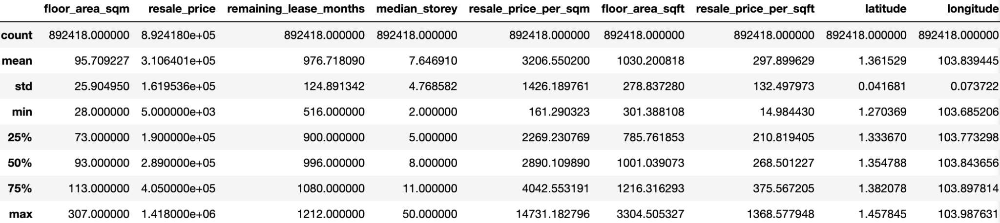 floor_area_sqm resale_price remaining_lease_months median_storey resale_price_per_sqm floor_area_sqft resale_price_per_sqft latitude longitude
count 892418.000000 8.924180e+05 892418.000000 892418.000000 892418.000000 892418.000000 892418.000000 892418.000000 892418.000000
mean 95.709227 3.106401e+05 976.718090 7.646910 3206.550200 1030.200818 297.899629 1.361529 103.839445
std 25.904950 1.619536e+05 124.891342 4.768582 1426.189761 278.837280 132.497973 0.041681 0.073722
min 28.000000 5.000000e+03 516.000000 2.000000 161.290323 301.388108 14.984430 1.270369 103.685206
25% 73.000000 1.900000e+05 900.000000 5.000000 2269.230769 785.761853 210.819405 1.333670 103.773298
50% 93.000000 2.890000e+05 996.000000 8.000000 2890.109890 1001.039073 268.501227 1.354788 103.843656
75% 113.000000 4.050000e+05 1080.000000 11.000000 4042.553191 1216.316293 375.567205 1.382078 103.897814
max 307.000000 1.418000e+06 1212.000000 50.000000 14731.182796 3304.505327 1368.577948 1.457845 103.987631